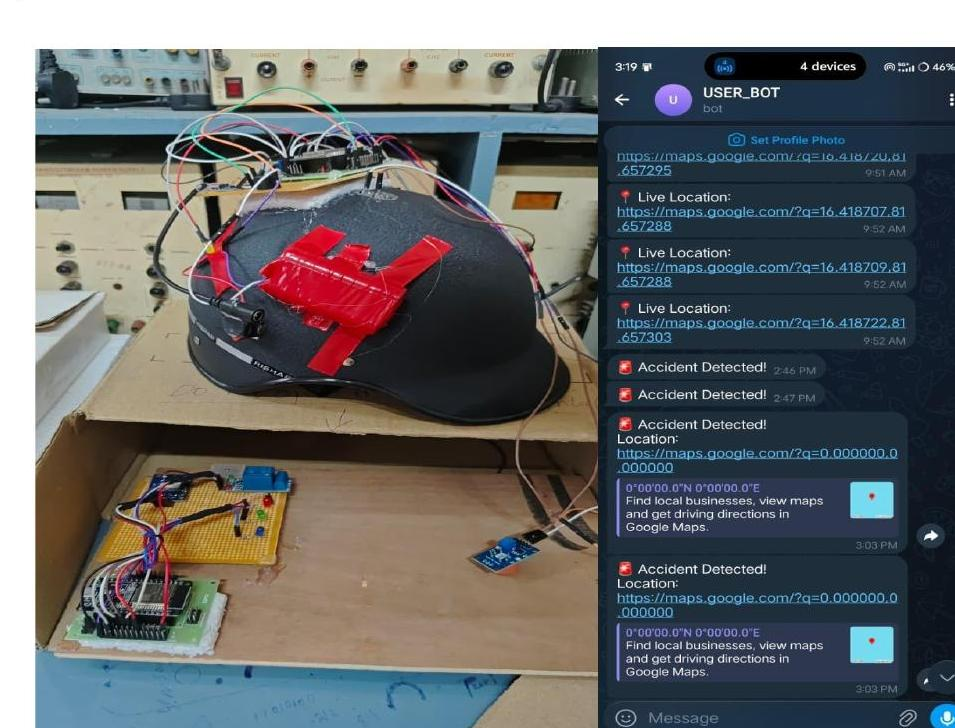 CURRENT
CURRENT
3:19
4 devices
46%
U
USER_BOT
bot
Set Profile Photo
https://maps.google.com/?q=16.418720,81
.657295
9:51 AM
Live Location:
https://maps.google.com/?q=16.418707,81
.657288
9:52 AM
Live Location:
https://maps.google.com/?q=16.418709,81
.657288
9:52 AM
Live Location:
https://maps.google.com/?q=16.418722,81
.657303
9:52 AM
Accident Detected! 2:46 PM
Accident Detected! 2:47 PM
Accident Detected!
Location:
https://maps.google.com/?q=0.000000,0
.000000
0°00'00.0"N 0°00'00.0"E
Find local businesses, view maps
and get driving directions in
Google Maps.
3:03 PM
Accident Detected!
Location:
https://maps.google.com/?q=0.000000,0
.000000
0°00'00.0"N 0°00'00.0"E
Find local businesses, view maps
and get driving directions in
Google Maps.
3:03 PM
Message